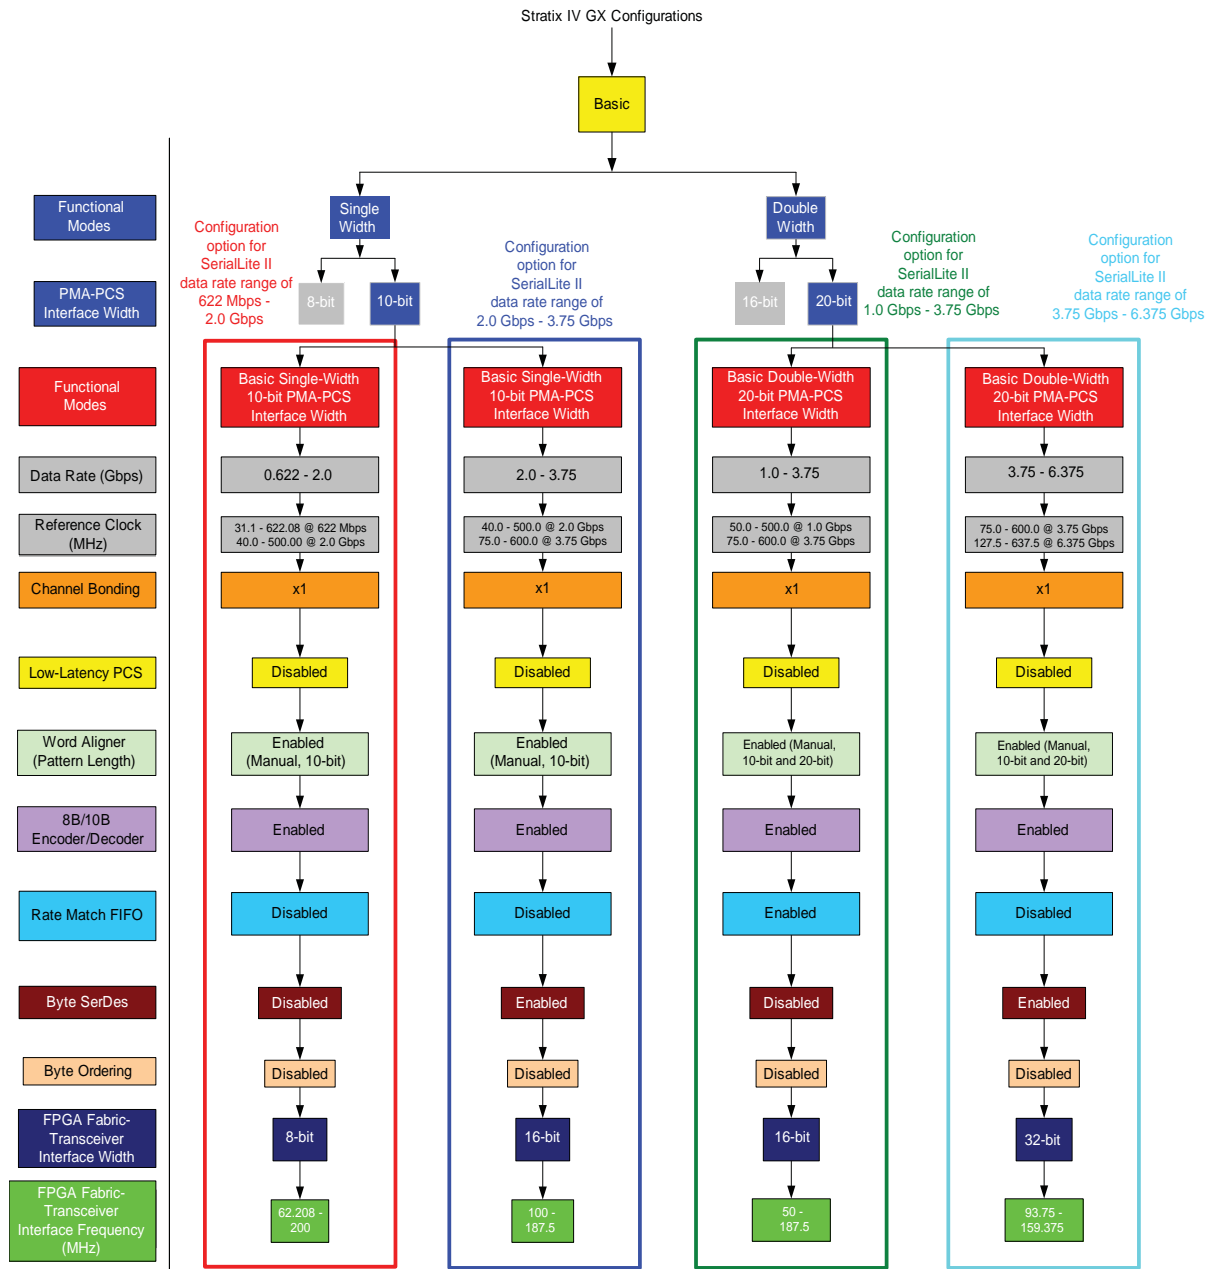 Stratix IV GX Configurations
Basic
Functional
Modes
Single
Width
Double
Width
Configuration
option for
SerialLite II
data rate range of
622 Mbps -
2.0 Gbps
Configuration
option for
SerialLite II
data rate range of
2.0 Gbps - 3.75 Gbps
Configuration
option for
SerialLite II
data rate range of
1.0 Gbps - 3.75 Gbps
Configuration
option for
SerialLite II
data rate range of
3.75 Gbps - 6.375 Gbps
PMA-PCS
Interface Width
8-bit
10-bit
16-bit
20-bit
Functional
Modes
Basic Single-Width
10-bit PMA-PCS
Interface Width
Basic Single-Width
10-bit PMA-PCS
Interface Width
Basic Double-Width
20-bit PMA-PCS
Interface Width
Basic Double-Width
20-bit PMA-PCS
Interface Width
Data Rate (Gbps)
0.622 - 2.0
2.0 - 3.75
1.0 - 3.75
3.75 - 6.375
Reference Clock
(MHz)
31.1 - 622.08 @ 622 Mbps
40.0 - 500.00 @ 2.0 Gbps
40.0 - 500.0 @ 2.0 Gbps
75.0 - 600.0 @ 3.75 Gbps
50.0 - 500.0 @ 1.0 Gbps
75.0 - 600.0 @ 3.75 Gbps
75.0 - 600.0 @ 3.75 Gbps
127.5 - 637.5 @ 6.375 Gbps
Channel Bonding
x1
x1
x1
x1
Low-Latency PCS
Disabled
Disabled
Disabled
Disabled
Word Aligner
(Pattern Length)
Enabled
(Manual, 10-bit)
Enabled
(Manual, 10-bit)
Enabled (Manual,
10-bit and 20-bit)
Enabled (Manual,
10-bit and 20-bit)
8B/10B
Encoder/Decoder
Enabled
Enabled
Enabled
Enabled
Rate Match FIFO
Disabled
Disabled
Enabled
Disabled
Byte SerDes
Disabled
Enabled
Disabled
Enabled
Byte Ordering
Disabled
Disabled
Disabled
Disabled
FPGA Fabric-
Transceiver
Interface Width
8-bit
16-bit
16-bit
32-bit
FPGA Fabric-
Transceiver
Interface Frequency
(MHz)
62.208 -
200
100 -
187.5
50 -
187.5
93.75 -
159.375